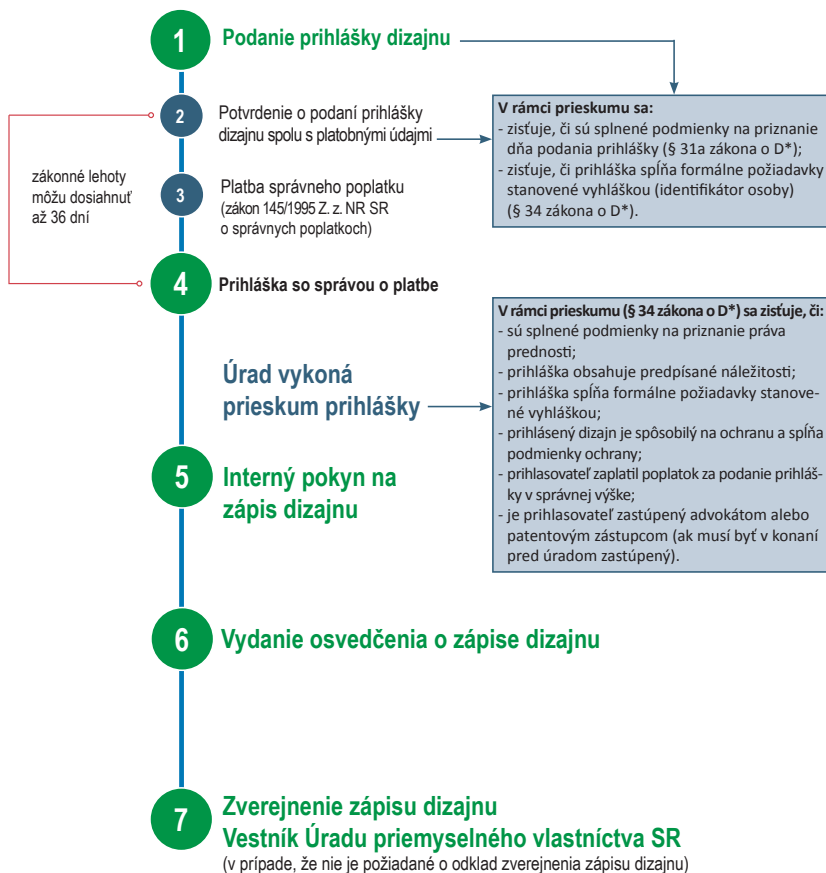 1
Podanie prihlášky dizajnu
2
Potvrdenie o podaní prihlášky
dizajnu spolu s platobnými údajmi
V rámci prieskumu sa:
- zisťuje, či sú splnené podmienky na priznanie
dňa podania prihlášky (§ 31a zákona o D*);
- zisťuje, či prihláška spĺňa formálne požiadavky
stanovené vyhláškou (identifikátor osoby)
(§ 34 zákona o D*).
zákonné lehoty
môžu dosiahnuť
až 36 dní
3
Platba správneho poplatku
(zákon 145/1995 Z. z. NR SR
o správnych poplatkoch)
4
Prihláška so správou o platbe
Úrad vykoná
prieskum prihlášky
V rámci prieskumu (§ 34 zákona o D*) sa zisťuje, či:
- sú splnené podmienky na priznanie práva
prednosti;
- prihláška obsahuje predpísané náležitosti;
- prihláška spĺňa formálne požiadavky stanove-
né vyhláškou;
- prihlásený dizajn je spôsobilý na ochranu a spĺňa
podmienky ochrany;
- prihlasovateľ zaplatil poplatok za podanie prihláš-
ky v správnej výške;
- je prihlasovateľ zastúpený advokátom alebo
patentovým zástupcom (ak musí byť v konaní
pred úradom zastúpený).
5
Interný pokyn na
zápis dizajnu
6
Vydanie osvedčenia o zápise dizajnu
7
Zverejnenie zápisu dizajnu
Vestník Úradu priemyselného vlastníctva SR
(v prípade, že nie je požiadané o odklad zverejnenia zápisu dizajnu)